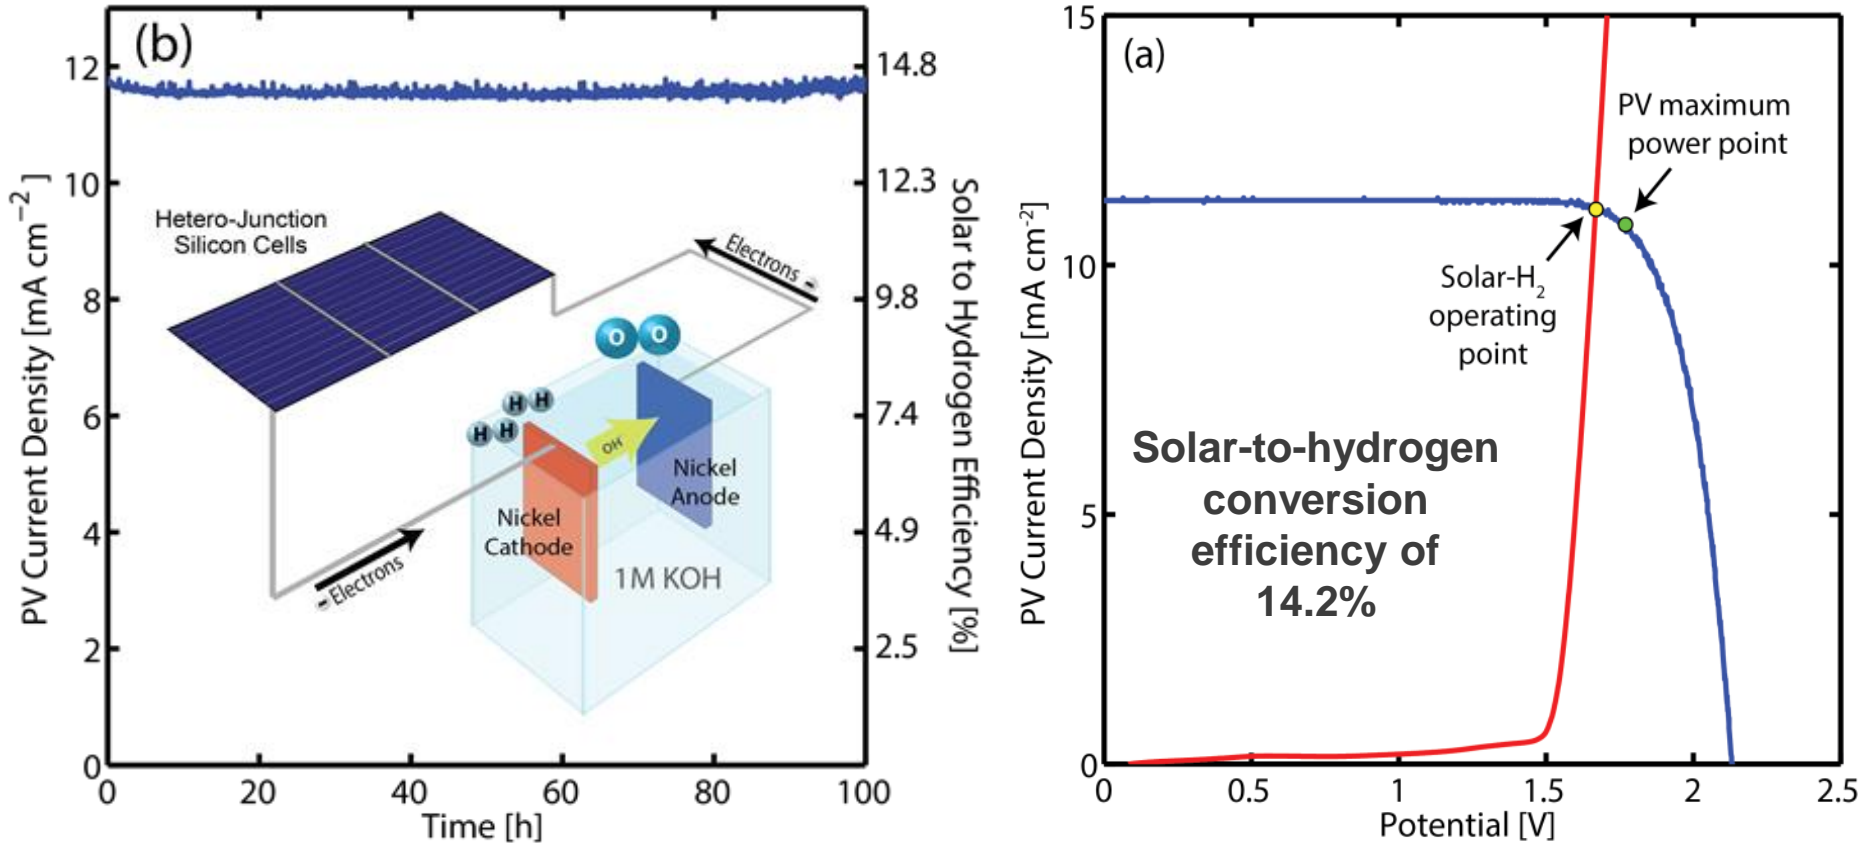 (b)
12
10
8
6
4
2
0
PV Current Density [mA cm⁻²]
14.8
12.3
9.8
7.4
4.9
2.5
Solar to Hydrogen Efficiency [%]
0
20
40
60
80
100
Time [h]
Hetero-Junction
Silicon Cells
Electrons -
O O
H H
H H
OH
Nickel
Anode
Nickel
Cathode
1M KOH
- Electrons
(a)
15
10
5
0
PV Current Density [mA cm⁻²]
PV maximum
power point
Solar-H₂
operating
point
Solar-to-hydrogen
conversion
efficiency of
14.2%
0
0.5
1
1.5
2
2.5
Potential [V]